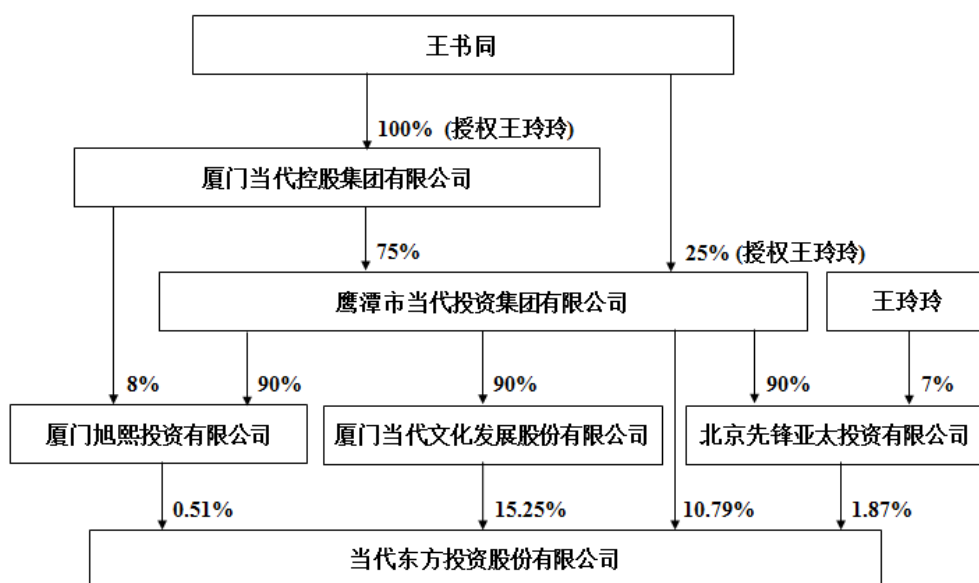 王书同
100% (授权王玲玲)
厦门当代控股集团有限公司
75%
25% (授权王玲玲)
鹰潭市当代投资集团有限公司
王玲玲
8%
90%
90%
90%
7%
厦门旭熙投资有限公司
厦门当代文化发展股份有限公司
北京先锋亚太投资有限公司
0.51%
15.25%
10.79%
1.87%
当代东方投资股份有限公司